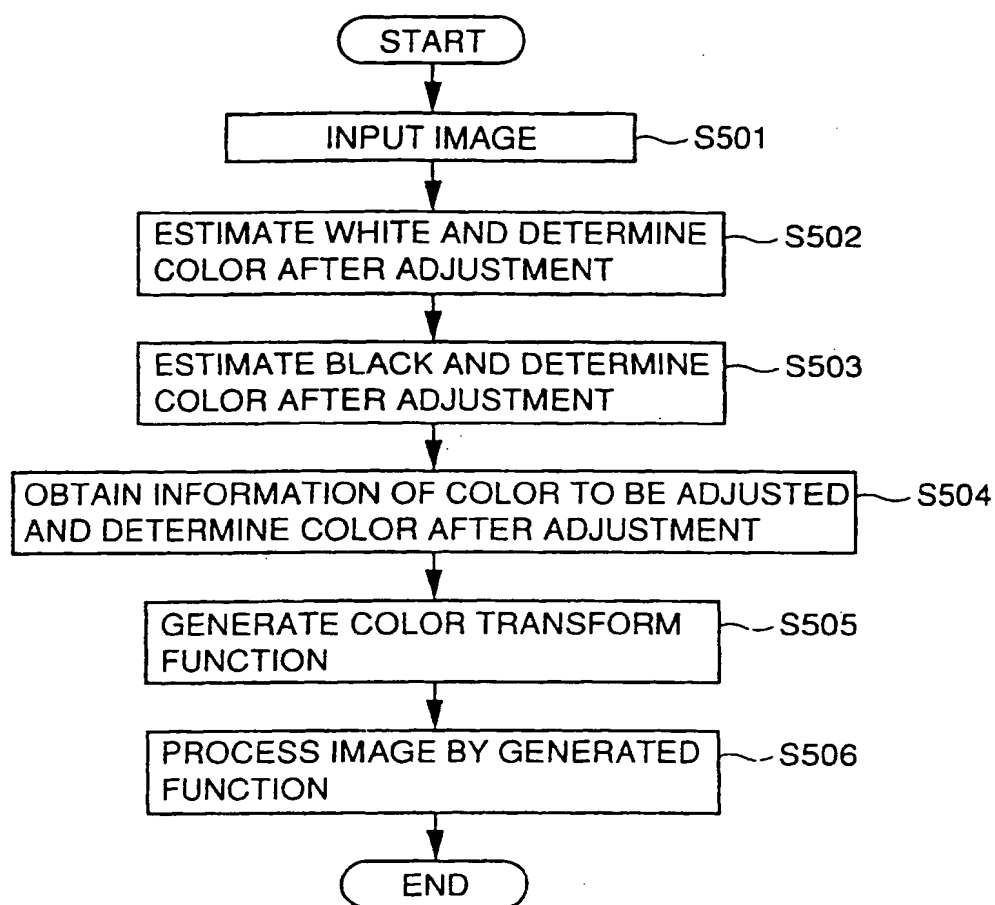 START
INPUT IMAGE
S501
ESTIMATE WHITE AND DETERMINE
COLOR AFTER ADJUSTMENT
S502
ESTIMATE BLACK AND DETERMINE
COLOR AFTER ADJUSTMENT
S503
OBTAIN INFORMATION OF COLOR TO BE ADJUSTED
AND DETERMINE COLOR AFTER ADJUSTMENT
S504
GENERATE COLOR TRANSFORM
FUNCTION
S505
PROCESS IMAGE BY GENERATED
FUNCTION
S506
END